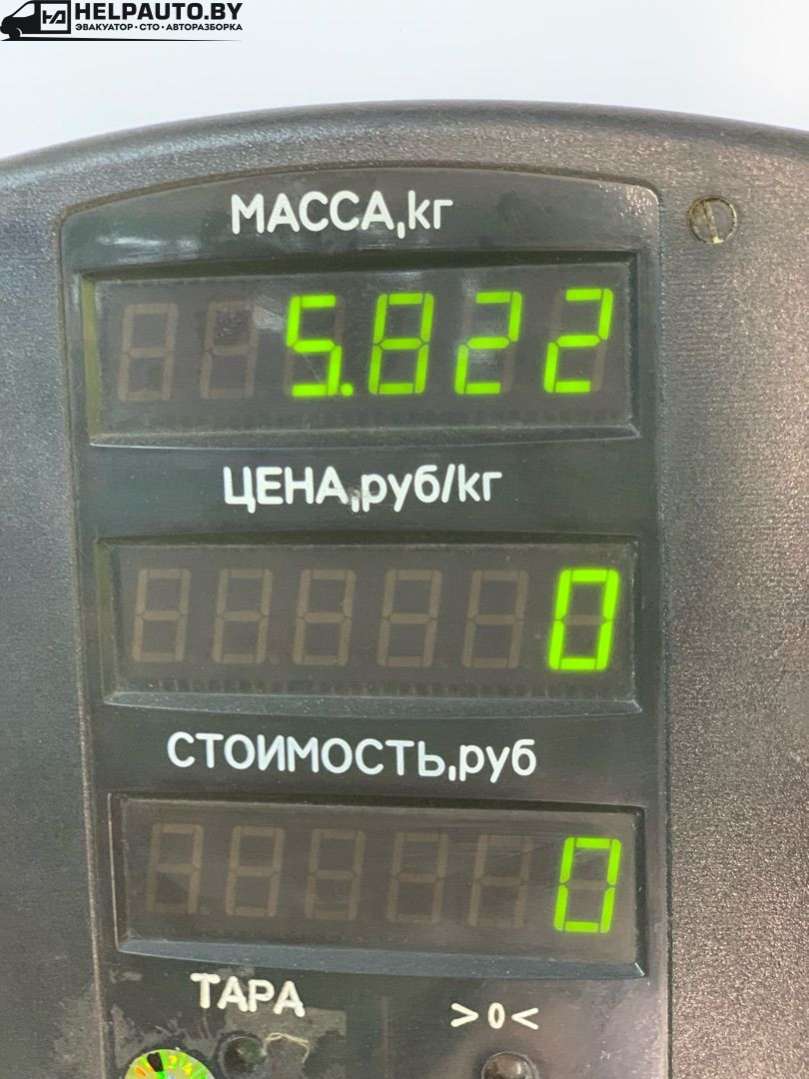 HELPAUTO.BY
ЭВАКУАТОР · СТО · АВТОРАЗБОРКА
МАССА,кг
5.822
ЦЕНА,руб/кг
0
СТОИМОСТЬ,руб
0
ТАРА
>0<